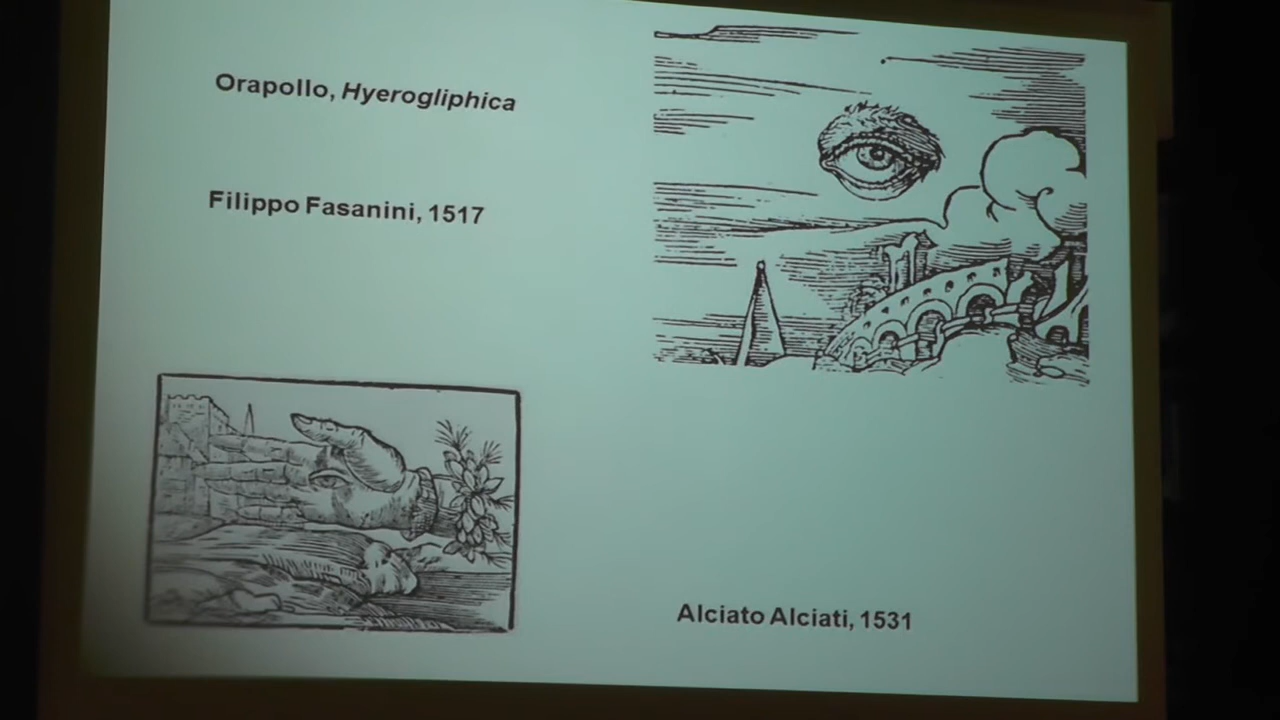 Orapollo, Hyerogliphica
Filippo Fasanini, 1517
Alciato Alciati, 1531